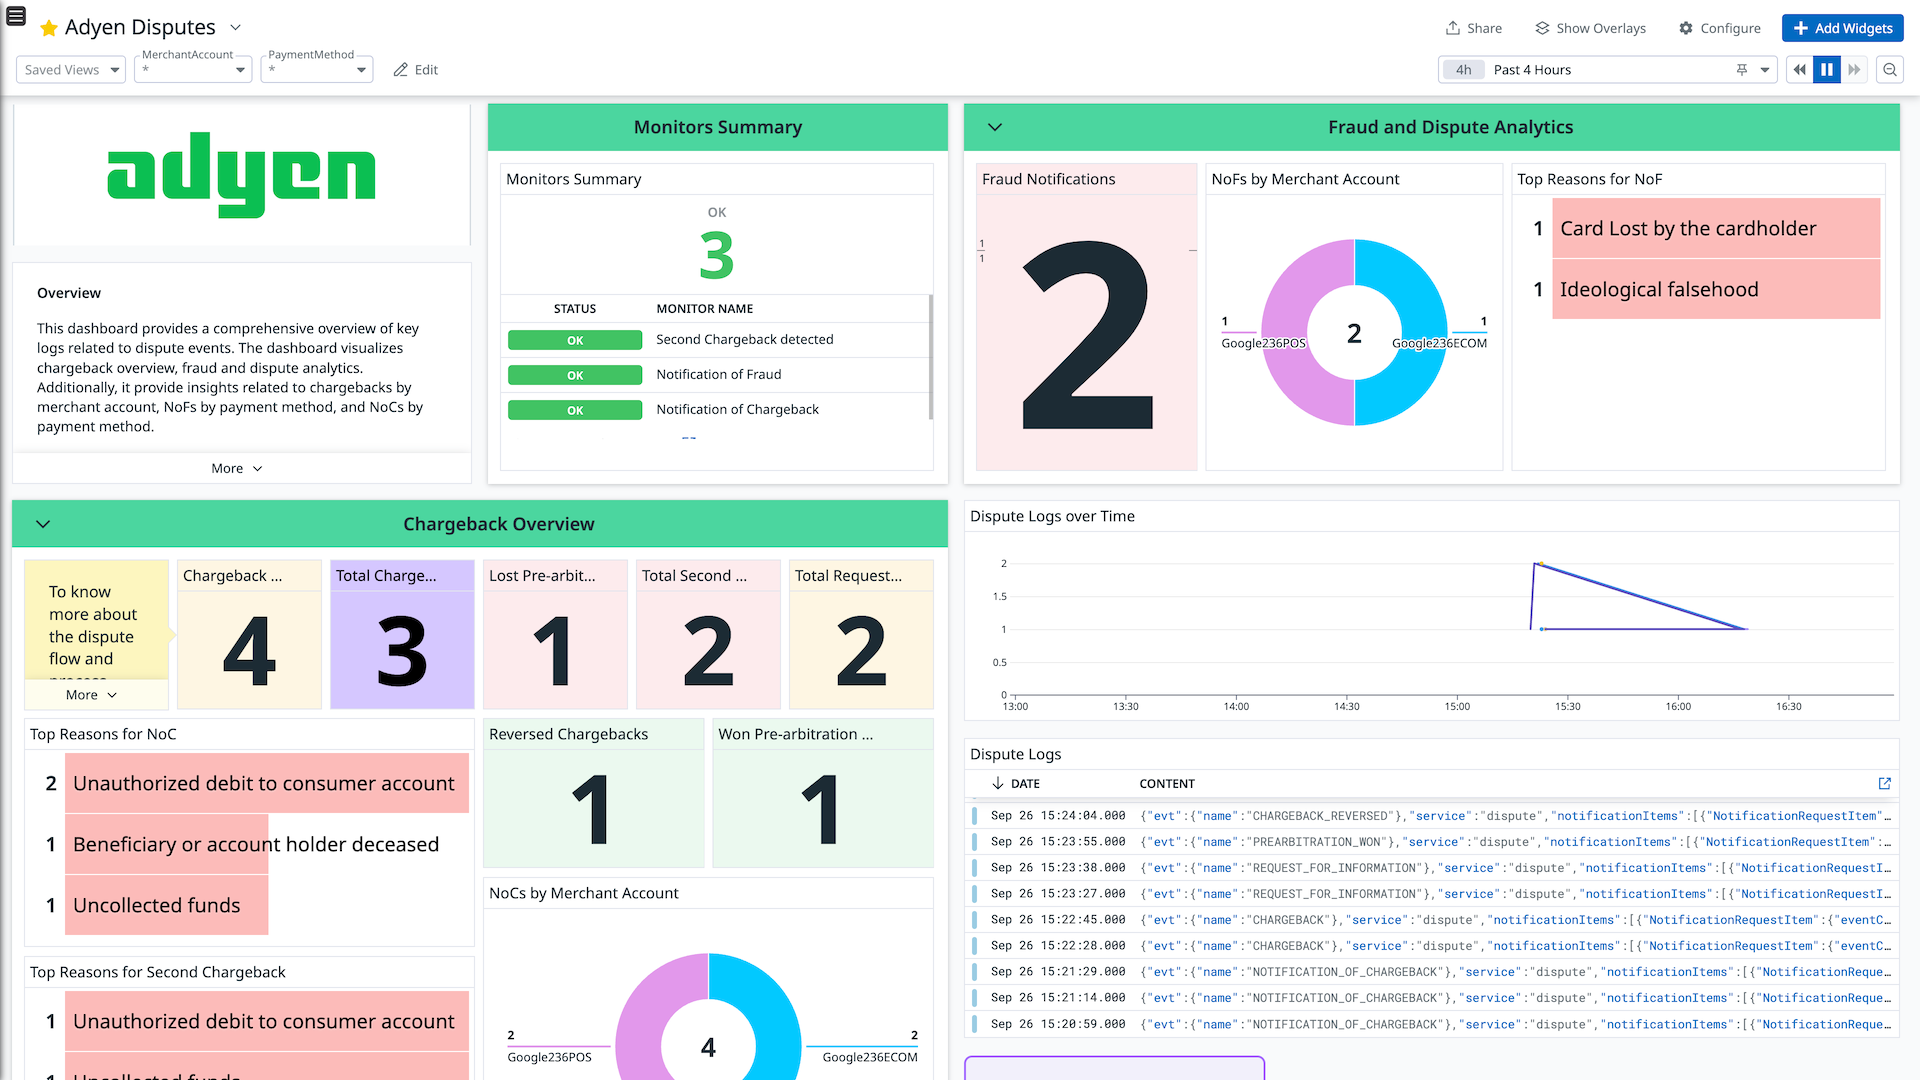 Adyen Disputes
Share
Show Overlays
Configure
Add Widgets
Saved Views
MerchantAccount
*
PaymentMethod
*
Edit
4h
Past 4 Hours
adyen
Overview
This dashboard provides a comprehensive overview of key
logs related to dispute events. The dashboard visualizes
chargeback overview, fraud and dispute analytics.
Additionally, it provide insights related to chargebacks by
merchant account, NoFs by payment method, and NoCs by
payment method.
More
Monitors Summary
Monitors Summary
OK
3
STATUS
MONITOR NAME
OK
Second Chargeback detected
OK
Notification of Fraud
OK
Notification of Chargeback
Fraud and Dispute Analytics
Fraud Notifications
1
1
2
NoFs by Merchant Account
1
Google236POS
2
1
Google236ECOM
Top Reasons for NoF
1 Card Lost by the cardholder
1 Ideological falsehood
Chargeback Overview
To know
more about
the dispute
flow and
More
Chargeback ...
4
Total Charge...
3
Lost Pre-arbit...
1
Total Second ...
2
Total Request...
2
Top Reasons for NoC
2 Unauthorized debit to consumer account
1 Beneficiary or account holder deceased
1 Uncollected funds
Reversed Chargebacks
1
Won Pre-arbitration ...
1
Top Reasons for Second Chargeback
1 Unauthorized debit to consumer account
NoCs by Merchant Account
2
Google236POS
4
2
Google236ECOM
Dispute Logs over Time
2
1.5
1
0.5
0
13:00 13:30 14:00 14:30 15:00 15:30 16:00 16:30
Dispute Logs
DATE
CONTENT
Sep 26 15:24:04.000 {"evt":{"name":"CHARGEBACK_REVERSED"},"service":"dispute","notificationItems":[{"NotificationRequestItem"…
Sep 26 15:23:55.000 {"evt":{"name":"PREARBITRATION_WON"},"service":"dispute","notificationItems":[{"NotificationRequestItem":…
Sep 26 15:23:38.000 {"evt":{"name":"REQUEST_FOR_INFORMATION"},"service":"dispute","notificationItems":[{"NotificationRequestI…
Sep 26 15:23:27.000 {"evt":{"name":"REQUEST_FOR_INFORMATION"},"service":"dispute","notificationItems":[{"NotificationRequestI…
Sep 26 15:22:45.000 {"evt":{"name":"CHARGEBACK"},"service":"dispute","notificationItems":[{"NotificationRequestItem":{"eventC…
Sep 26 15:22:28.000 {"evt":{"name":"CHARGEBACK"},"service":"dispute","notificationItems":[{"NotificationRequestItem":{"eventC…
Sep 26 15:21:29.000 {"evt":{"name":"NOTIFICATION_OF_CHARGEBACK"},"service":"dispute","notificationItems":[{"NotificationReque…
Sep 26 15:21:14.000 {"evt":{"name":"NOTIFICATION_OF_CHARGEBACK"},"service":"dispute","notificationItems":[{"NotificationReque…
Sep 26 15:20:59.000 {"evt":{"name":"NOTIFICATION_OF_CHARGEBACK"},"service":"dispute","notificationItems":[{"NotificationReque…